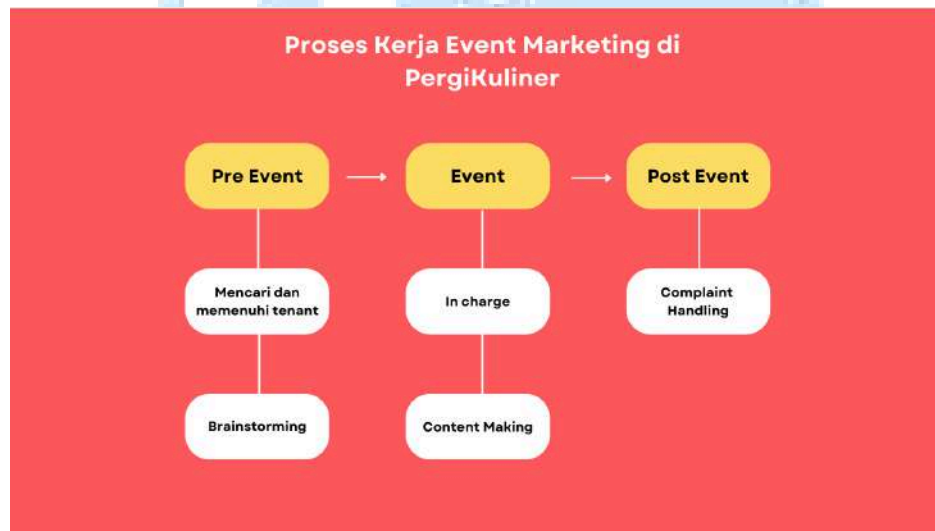 Proses Kerja Event Marketing di
PergiKuliner
Pre Event
Event
Post Event
Mencari dan
memenuhi tenant
In charge
Complaint
Handling
Brainstorming
Content Making